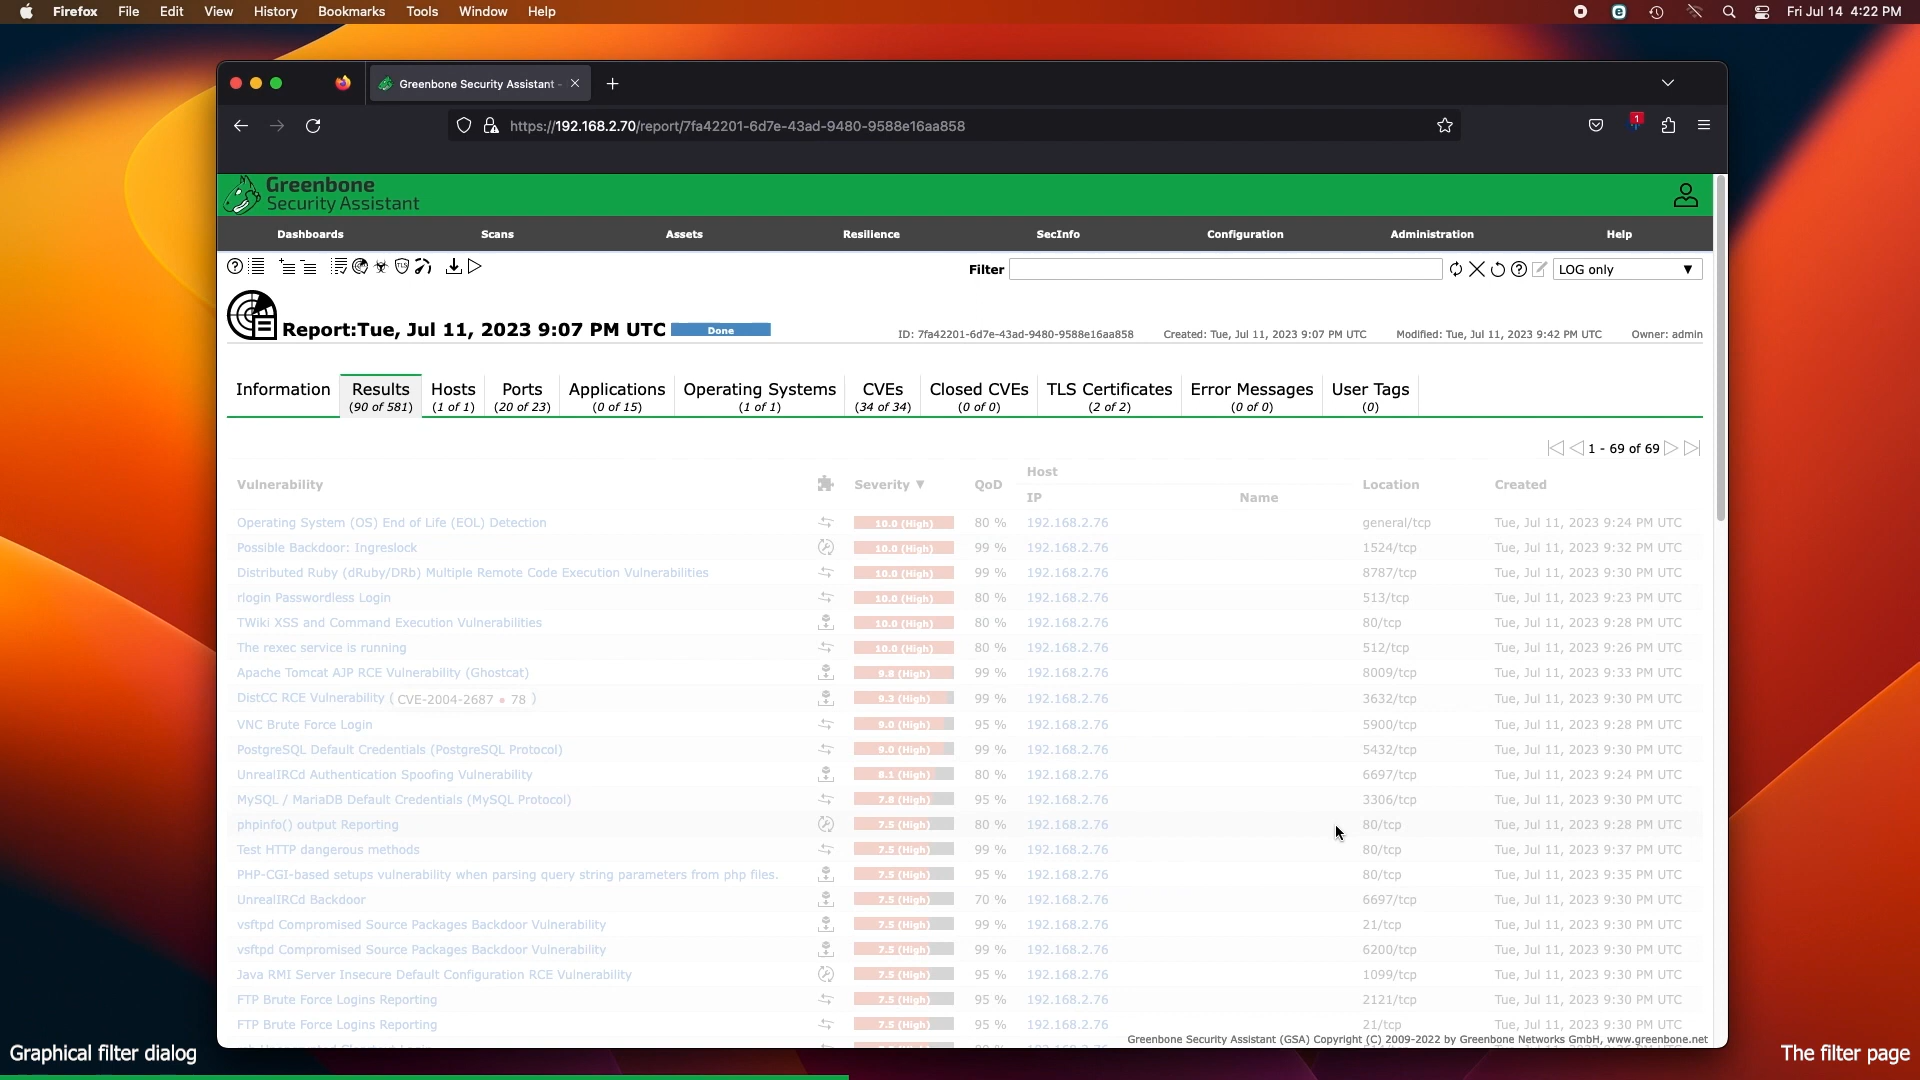 Firefox File Edit View History Bookmarks Tools Window Help
Fri Jul 14 4:22 PM
Greenbone Security Assistant -
1
https://192.168.2.70/report/7fa42201-6d7e-43ad-9480-9588e16aa858
Greenbone
Security Assistant
Dashboards Scans Assets Resilience SecInfo Configuration Administration Help
Filter LOG only
Report:Tue, Jul 11, 2023 9:07 PM UTC Done ID: 7fa42201-6d7e-43ad-9480-9588e16aa858 Created: Tue, Jul 11, 2023 9:07 PM UTC Modified: Tue, Jul 11, 2023 9:42 PM UTC Owner: admin
Information Results Hosts Ports Applications Operating Systems CVEs Closed CVEs TLS Certificates Error Messages User Tags
(90 of 581) (1 of 1) (20 of 23) (0 of 15) (1 of 1) (34 of 34) (0 of 0) (2 of 2) (0 of 0) (0)
1 - 69 of 69
Host
Vulnerability Severity ▼ QoD Location Created
IP Name
Operating System (OS) End of Life (EOL) Detection 10.0 (High) 80 % 192.168.2.76 general/tcp Tue, Jul 11, 2023 9:24 PM UTC
Possible Backdoor: Ingreslock 10.0 (High) 99 % 192.168.2.76 1524/tcp Tue, Jul 11, 2023 9:32 PM UTC
Distributed Ruby (dRuby/DRb) Multiple Remote Code Execution Vulnerabilities 10.0 (High) 99 % 192.168.2.76 8787/tcp Tue, Jul 11, 2023 9:30 PM UTC
rlogin Passwordless Login 10.0 (High) 80 % 192.168.2.76 513/tcp Tue, Jul 11, 2023 9:23 PM UTC
TWiki XSS and Command Execution Vulnerabilities 10.0 (High) 80 % 192.168.2.76 80/tcp Tue, Jul 11, 2023 9:28 PM UTC
The rexec service is running 10.0 (High) 80 % 192.168.2.76 512/tcp Tue, Jul 11, 2023 9:26 PM UTC
Apache Tomcat AJP RCE Vulnerability (Ghostcat) 9.8 (High) 99 % 192.168.2.76 8009/tcp Tue, Jul 11, 2023 9:33 PM UTC
DistCC RCE Vulnerability ( CVE-2004-2687 • 78 ) 9.3 (High) 99 % 192.168.2.76 3632/tcp Tue, Jul 11, 2023 9:30 PM UTC
VNC Brute Force Login 9.0 (High) 95 % 192.168.2.76 5900/tcp Tue, Jul 11, 2023 9:28 PM UTC
PostgreSQL Default Credentials (PostgreSQL Protocol) 9.0 (High) 99 % 192.168.2.76 5432/tcp Tue, Jul 11, 2023 9:30 PM UTC
UnrealIRCd Authentication Spoofing Vulnerability 8.1 (High) 80 % 192.168.2.76 6697/tcp Tue, Jul 11, 2023 9:24 PM UTC
MySQL / MariaDB Default Credentials (MySQL Protocol) 7.8 (High) 95 % 192.168.2.76 3306/tcp Tue, Jul 11, 2023 9:30 PM UTC
phpinfo() output Reporting 7.5 (High) 80 % 192.168.2.76 80/tcp Tue, Jul 11, 2023 9:28 PM UTC
Test HTTP dangerous methods 7.5 (High) 99 % 192.168.2.76 80/tcp Tue, Jul 11, 2023 9:37 PM UTC
PHP-CGI-based setups vulnerability when parsing query string parameters from php files. 7.5 (High) 95 % 192.168.2.76 80/tcp Tue, Jul 11, 2023 9:35 PM UTC
UnrealIRCd Backdoor 7.5 (High) 70 % 192.168.2.76 6697/tcp Tue, Jul 11, 2023 9:30 PM UTC
vsftpd Compromised Source Packages Backdoor Vulnerability 7.5 (High) 99 % 192.168.2.76 21/tcp Tue, Jul 11, 2023 9:30 PM UTC
vsftpd Compromised Source Packages Backdoor Vulnerability 7.5 (High) 99 % 192.168.2.76 6200/tcp Tue, Jul 11, 2023 9:30 PM UTC
Java RMI Server Insecure Default Configuration RCE Vulnerability 7.5 (High) 95 % 192.168.2.76 1099/tcp Tue, Jul 11, 2023 9:30 PM UTC
FTP Brute Force Logins Reporting 7.5 (High) 95 % 192.168.2.76 2121/tcp Tue, Jul 11, 2023 9:30 PM UTC
FTP Brute Force Logins Reporting 7.5 (High) 95 % 192.168.2.76 21/tcp Tue, Jul 11, 2023 9:30 PM UTC
Greenbone Security Assistant (GSA) Copyright (C) 2009-2022 by Greenbone Networks GmbH, www.greenbone.net
Graphical filter dialog
The filter page